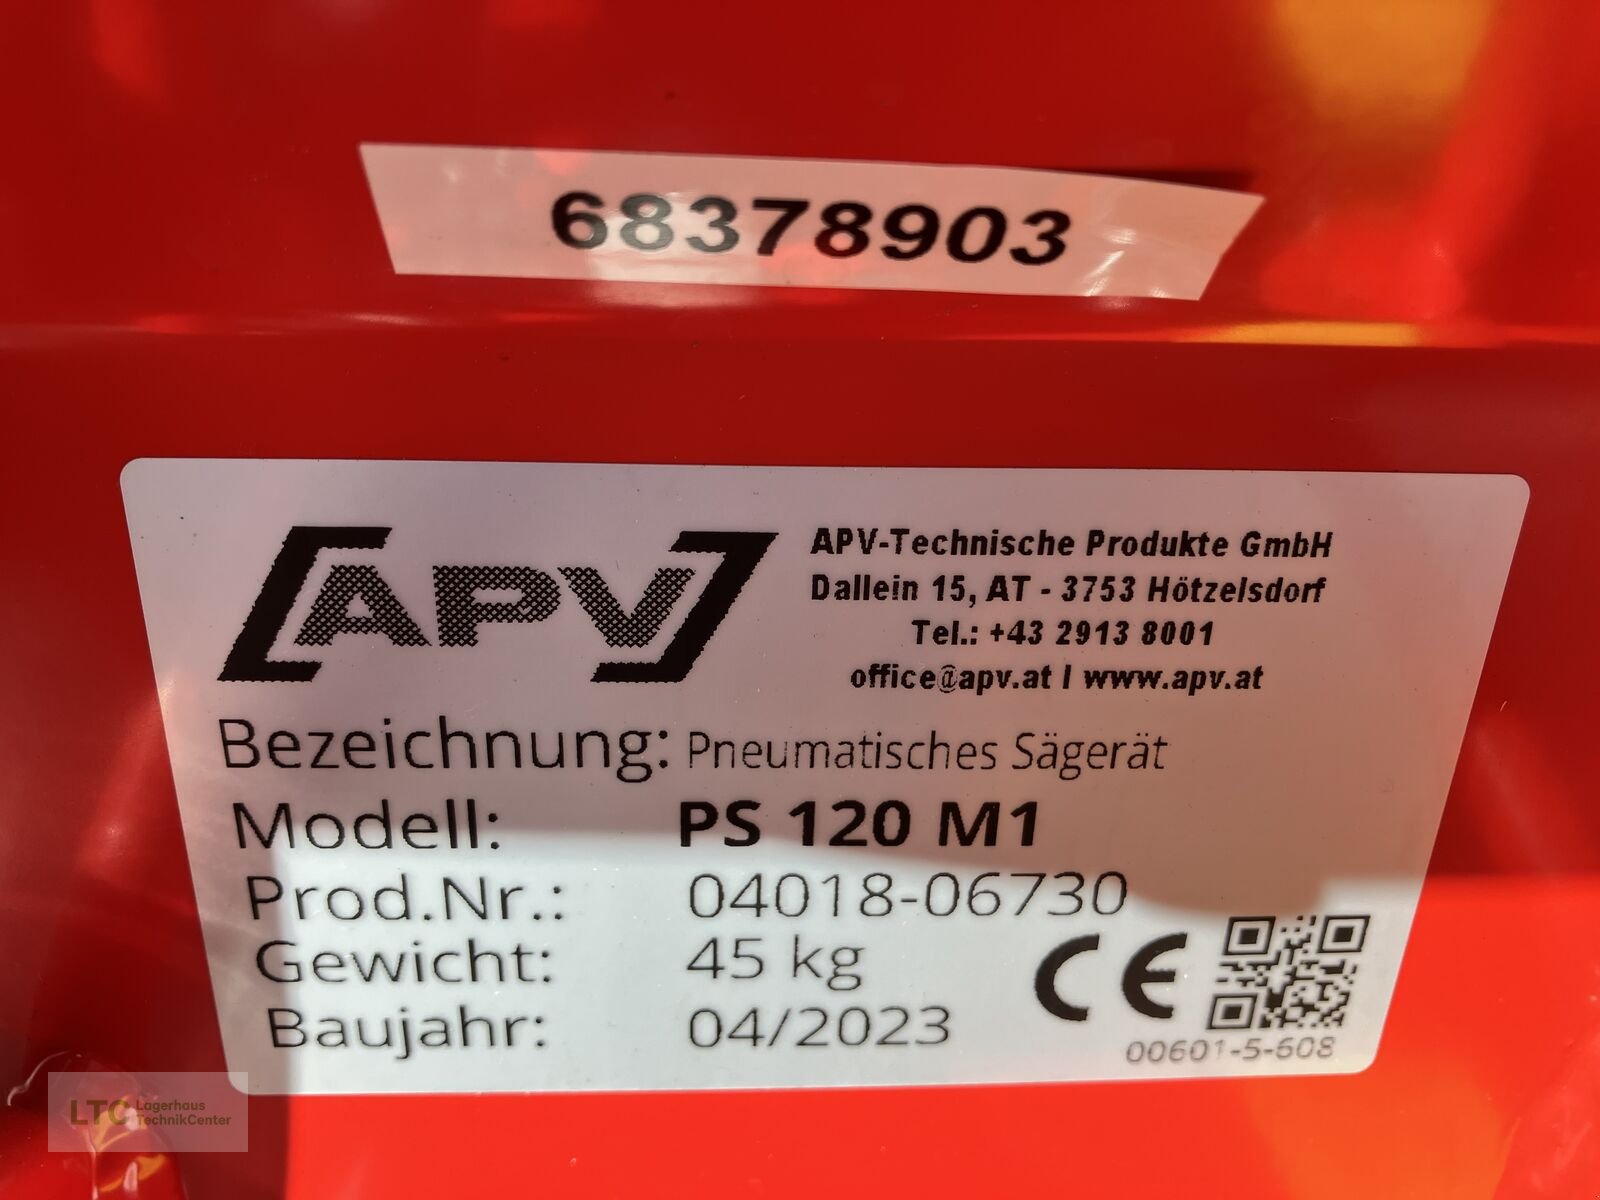 68378903
[APV]
APV-Technische Produkte GmbH
Dallein 15, AT - 3753 Hötzelsdorf
Tel.: +43 2913 8001
office@apv.at I www.apv.at
Bezeichnung: Pneumatisches Sägerät
Modell: PS 120 M1
Prod.Nr.: 04018-06730
Gewicht: 45 kg
Baujahr: 04/2023
CE
00601-5-608
LTC Lagerhaus
TechnikCenter